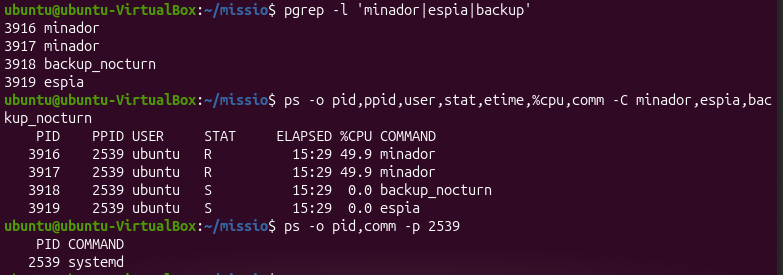 ubuntu@ubuntu-VirtualBox:~/missio$ pgrep -l 'minador|espia|backup'
3916 minador
3917 minador
3918 backup_nocturn
3919 espia
ubuntu@ubuntu-VirtualBox:~/missio$ ps -o pid,ppid,user,stat,etime,%cpu,comm -C minador,espia,bac
kup_nocturn
    PID    PPID USER     STAT     ELAPSED %CPU COMMAND
   3916    2539 ubuntu   R          15:29 49.9 minador
   3917    2539 ubuntu   R          15:29 49.9 minador
   3918    2539 ubuntu   S          15:29  0.0 backup_nocturn
   3919    2539 ubuntu   S          15:29  0.0 espia
ubuntu@ubuntu-VirtualBox:~/missio$ ps -o pid,comm -p 2539
    PID COMMAND
   2539 systemd